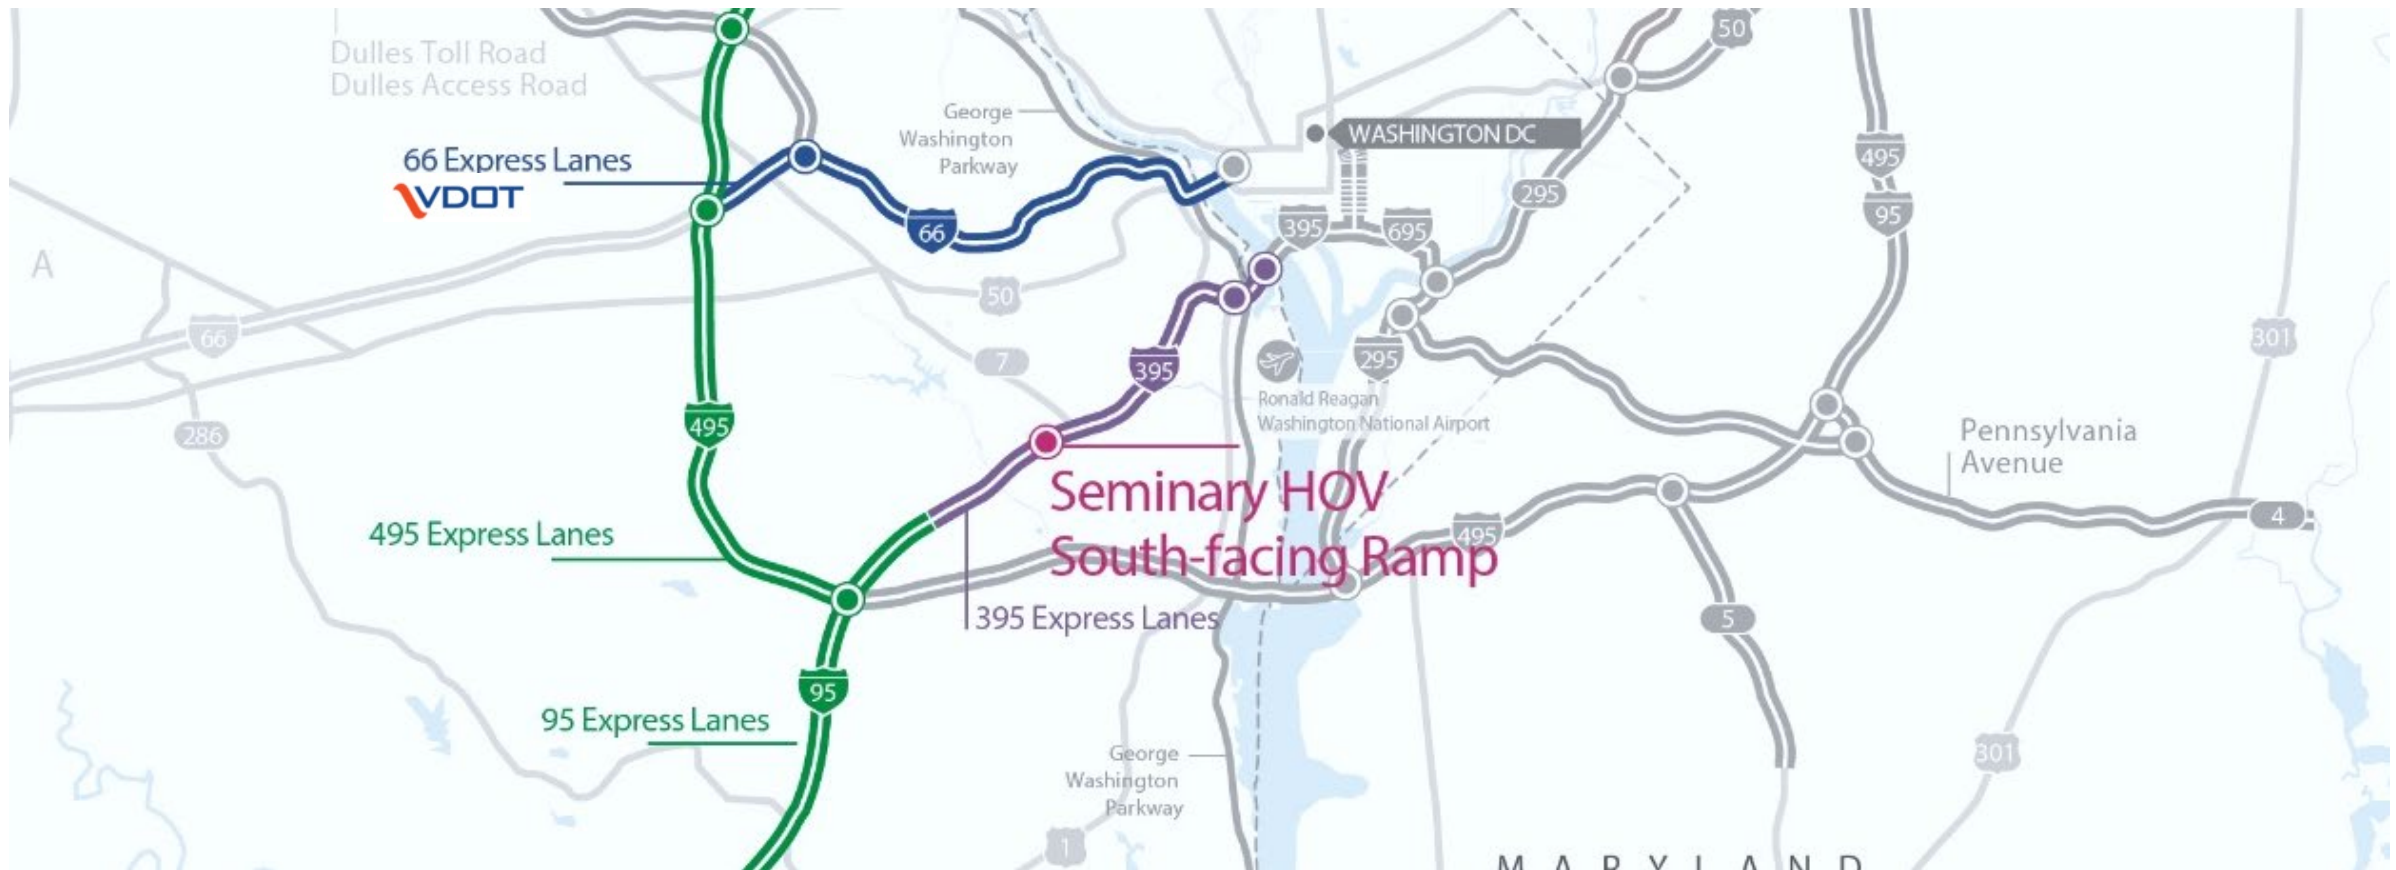 50
Dulles Toll Road
Dulles Access Road
George
Washington
Parkway
WASHINGTON DC
66 Express Lanes
VDOT
495
295
95
66
395
695
A
50
66
301
7
395
295
Ronald Reagan
Washington National Airport
495
286
Pennsylvania
Avenue
Seminary HOV
South-facing Ramp
4
495
495 Express Lanes
395 Express Lanes
5
95
95 Express Lanes
George
Washington
Parkway
301
1
MARYLAND